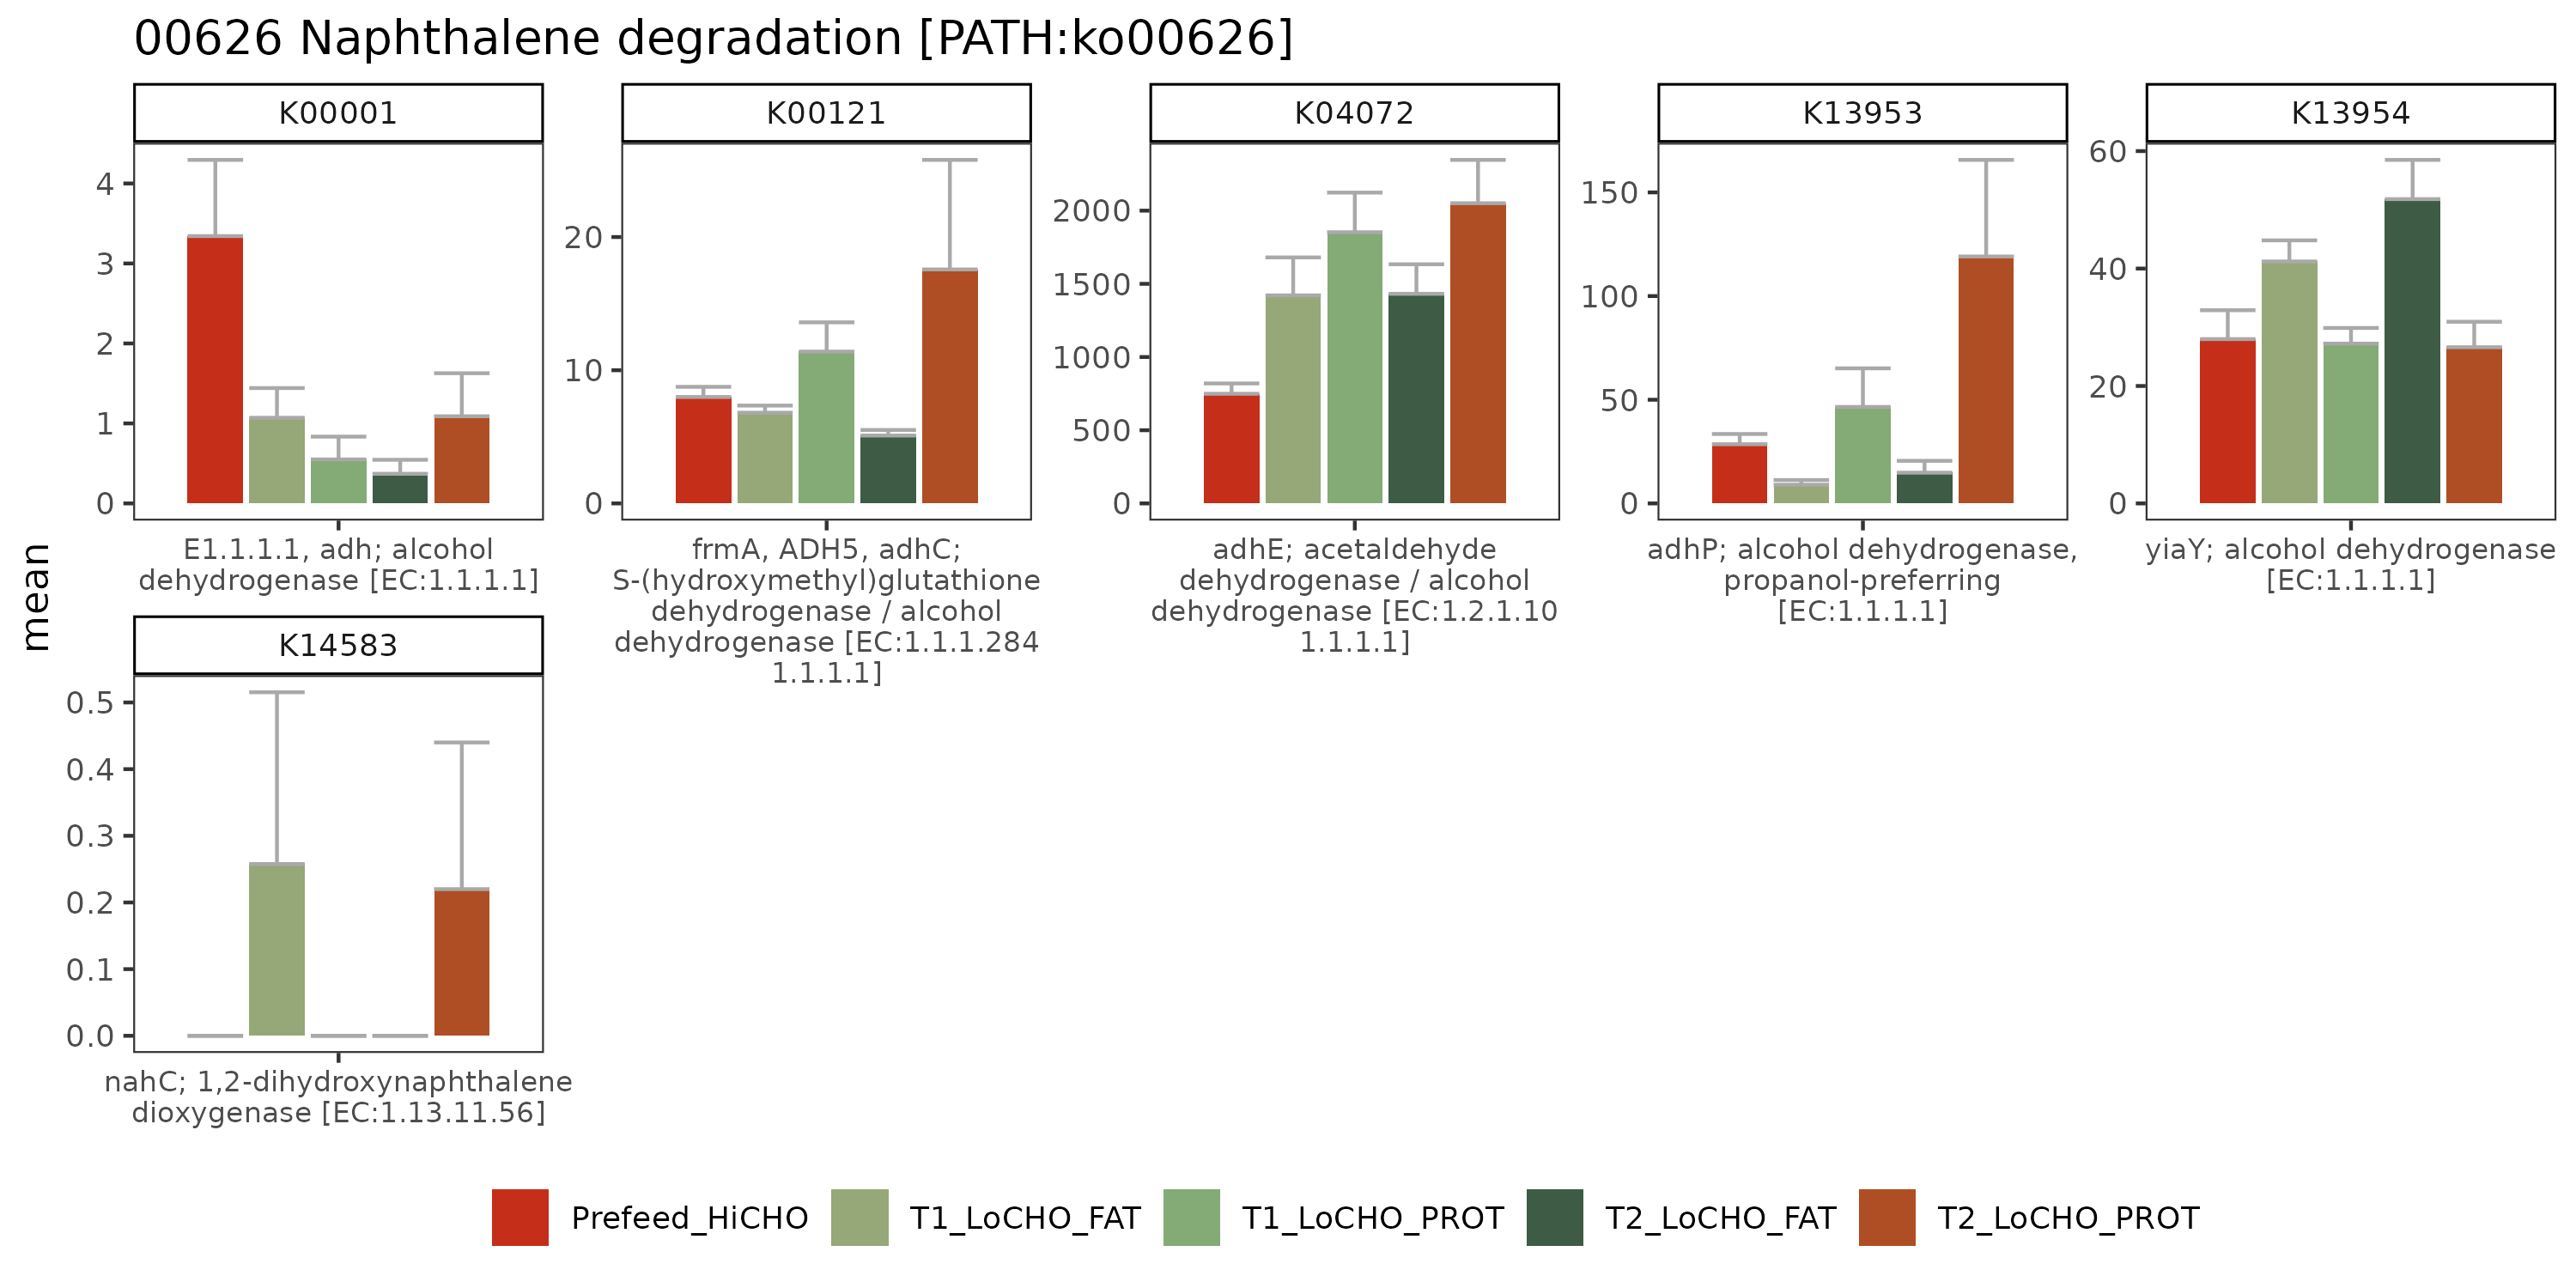 00626 Naphthalene degradation [PATH:ko00626]
mean
K00001
4
3
2
1
0
E1.1.1.1, adh; alcohol
dehydrogenase [EC:1.1.1.1]
K00121
20
10
0
frmA, ADH5, adhC;
S-(hydroxymethyl)glutathione
dehydrogenase / alcohol
dehydrogenase [EC:1.1.1.284
1.1.1.1]
K04072
2000
1500
1000
500
0
adhE; acetaldehyde
dehydrogenase / alcohol
dehydrogenase [EC:1.2.1.10
1.1.1.1]
K13953
150
100
50
0
adhP; alcohol dehydrogenase,
propanol-preferring
[EC:1.1.1.1]
K13954
60
40
20
0
yiaY; alcohol dehydrogenase
[EC:1.1.1.1]
K14583
0.5
0.4
0.3
0.2
0.1
0.0
nahC; 1,2-dihydroxynaphthalene
dioxygenase [EC:1.13.11.56]
Prefeed_HiCHO T1_LoCHO_FAT T1_LoCHO_PROT T2_LoCHO_FAT T2_LoCHO_PROT